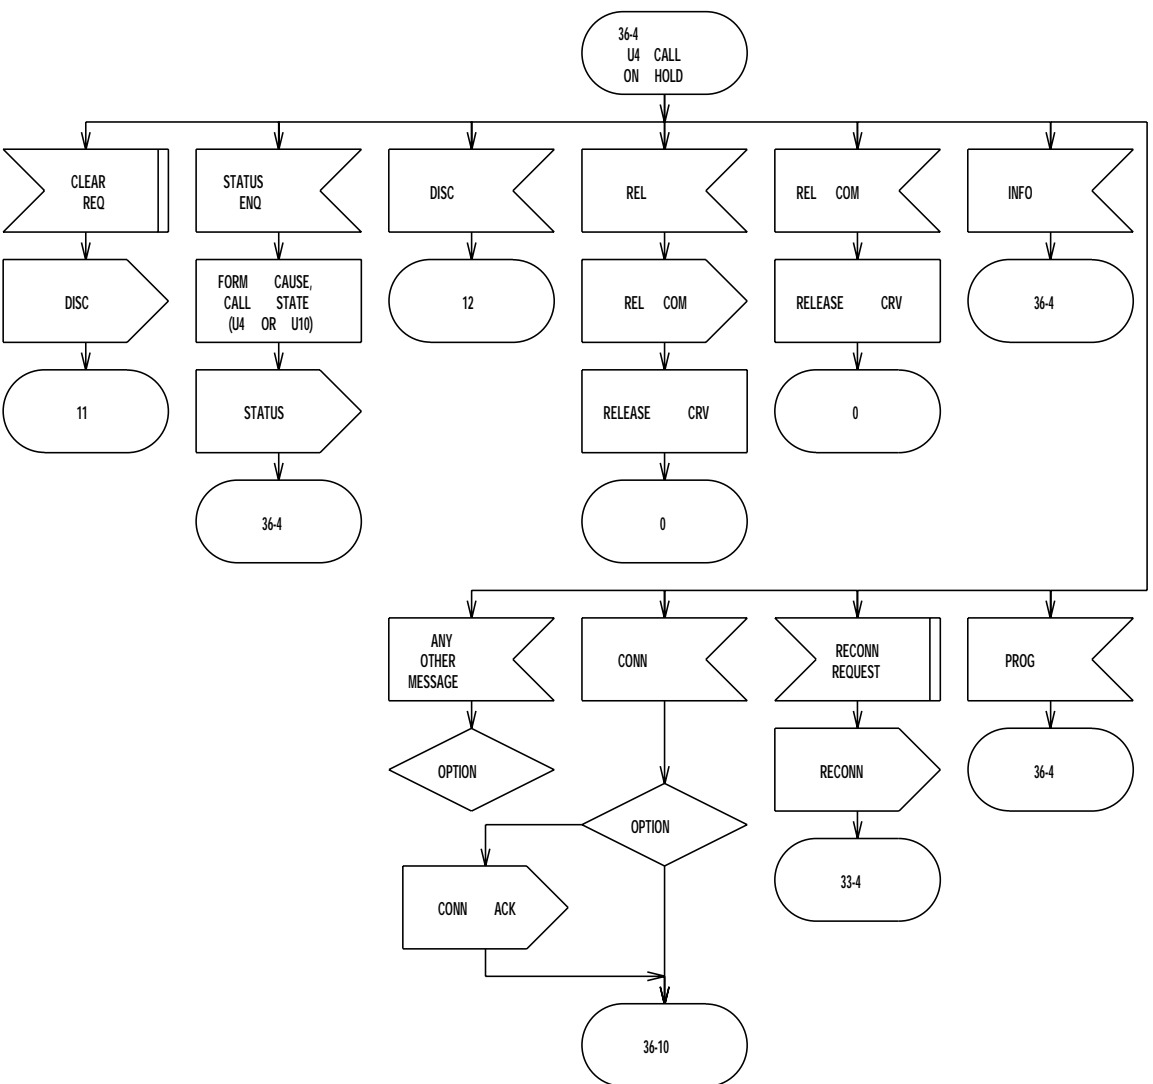 36-4
U4 CALL
ON HOLD
CLEAR
REQ
STATUS
ENQ
DISC
REL
REL COM
INFO
DISC
FORM CAUSE,
CALL STATE
(U4 OR U10)
12
REL COM
RELEASE CRV
36-4
11
STATUS
RELEASE CRV
0
36-4
0
ANY
OTHER
MESSAGE
CONN
RECONN
REQUEST
PROG
OPTION
RECONN
36-4
OPTION
33-4
CONN ACK
36-10